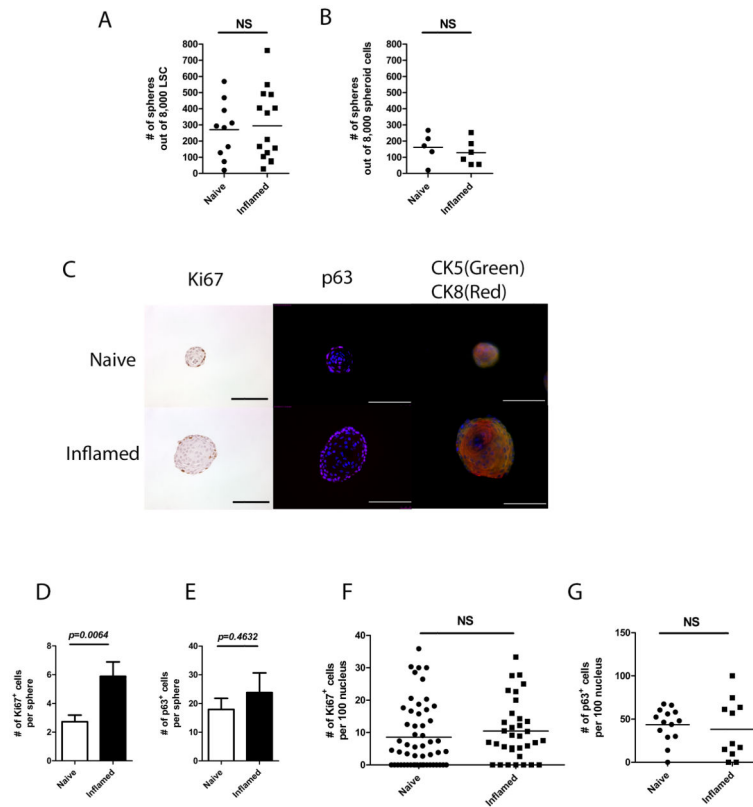 A
NS
# of spheres
out of 8,000 LSC
800
700
600
500
400
300
200
100
0
Naive
Inflamed
B
NS
# of spheres
out of 8,000 spheroid cells
800
700
600
500
400
300
200
100
0
Naive
Inflamed
C
Ki67
p63
CK5(Green)
CK8(Red)
Naive
Inflamed
D
p=0.0064
# of Ki67+ cells
per sphere
8
6
4
2
0
Naive
Inflamed
E
p=0.4632
# of p63+ cells
per sphere
40
30
20
10
0
Naive
Inflamed
F
NS
# of Ki67+ cells
per 100 nucleus
40
30
20
10
0
Naive
Inflamed
G
NS
# of p63+ cells
per 100 nucleus
150
100
50
0
Naive
Inflamed